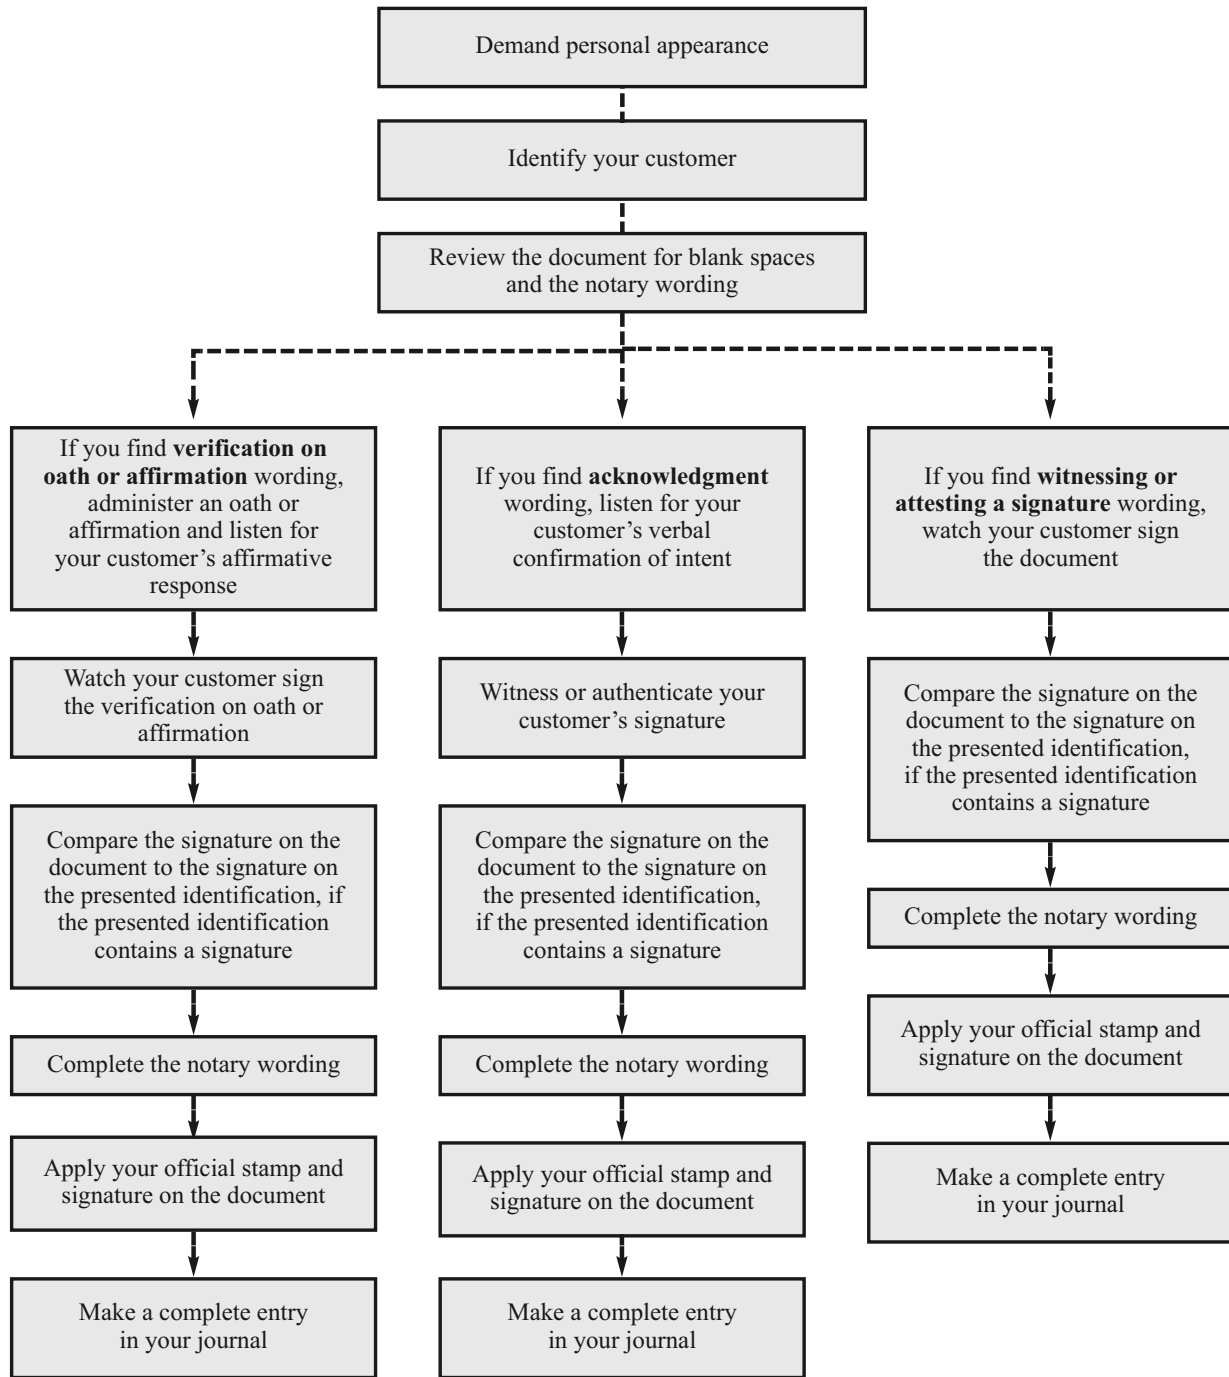 Demand personal appearance
Identify your customer
Review the document for blank spaces
and the notary wording
If you find verification on
oath or affirmation wording,
administer an oath or
affirmation and listen for
your customer’s affirmative
response
Watch your customer sign
the verification on oath or
affirmation
Compare the signature on the
document to the signature on
the presented identification, if
the presented identification
contains a signature
Complete the notary wording
Apply your official stamp and
signature on the document
Make a complete entry
in your journal
If you find acknowledgment
wording, listen for your
customer’s verbal
confirmation of intent
Witness or authenticate your
customer’s signature
Compare the signature on the
document to the signature on
the presented identification,
if the presented identification
contains a signature
Complete the notary wording
Apply your official stamp and
signature on the document
Make a complete entry
in your journal
If you find witnessing or
attesting a signature wording,
watch your customer sign
the document
Compare the signature on the
document to the signature on
the presented identification,
if the presented identification
contains a signature
Complete the notary wording
Apply your official stamp and
signature on the document
Make a complete entry
in your journal